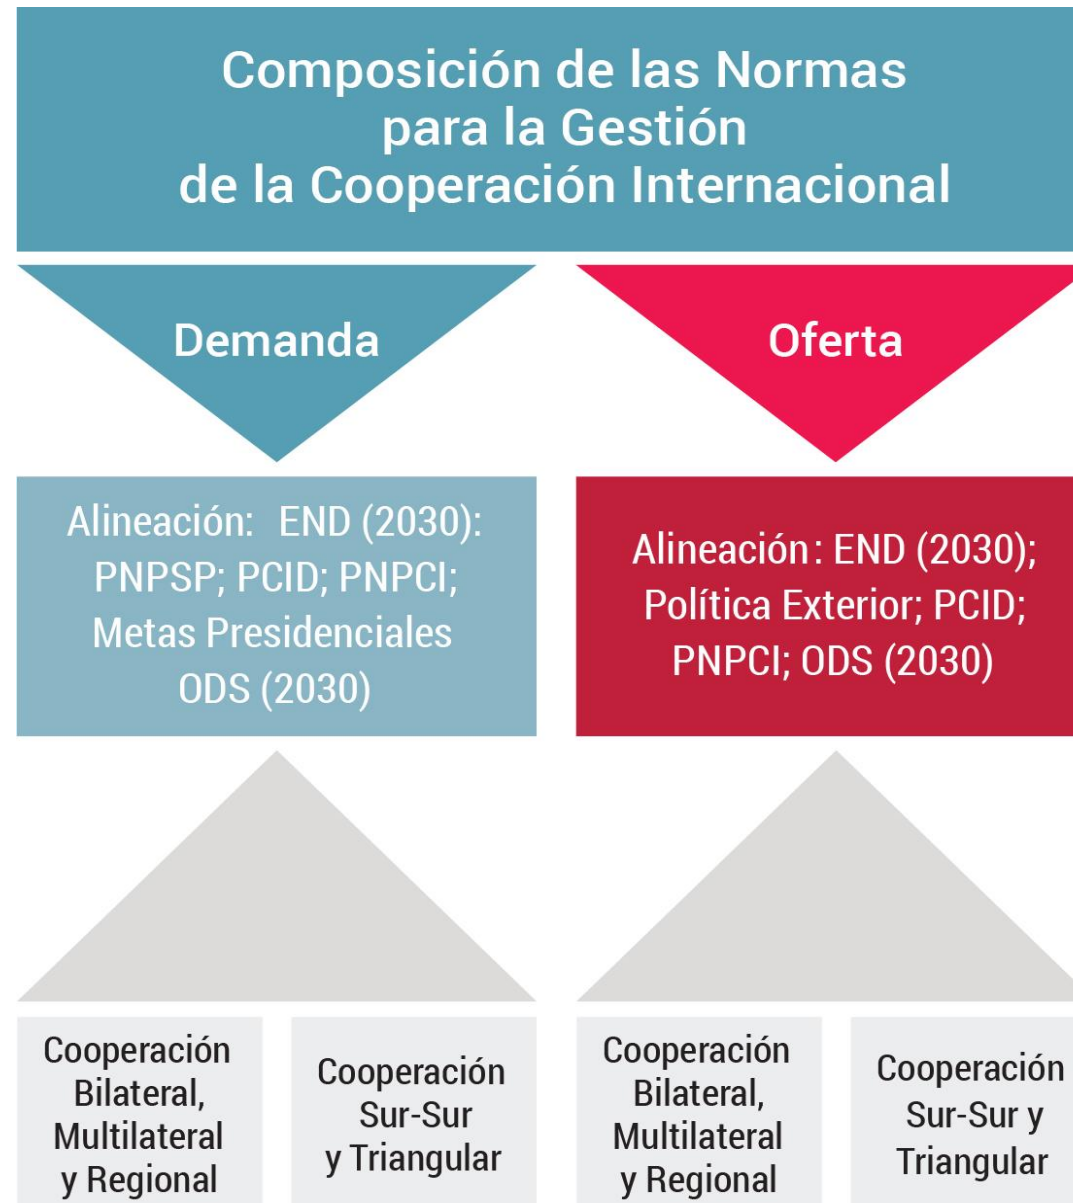 Composición de las Normas
para la Gestión
de la Cooperación Internacional
Demanda
Oferta
Alineación: END (2030):
PNPSP; PCID; PNPCI;
Metas Presidenciales
ODS (2030)
Alineación: END (2030);
Política Exterior; PCID;
PNPCI; ODS (2030)
Cooperación
Bilateral,
Multilateral
y Regional
Cooperación
Sur-Sur
y Triangular
Cooperación
Bilateral,
Multilateral
y Regional
Cooperación
Sur-Sur y
Triangular